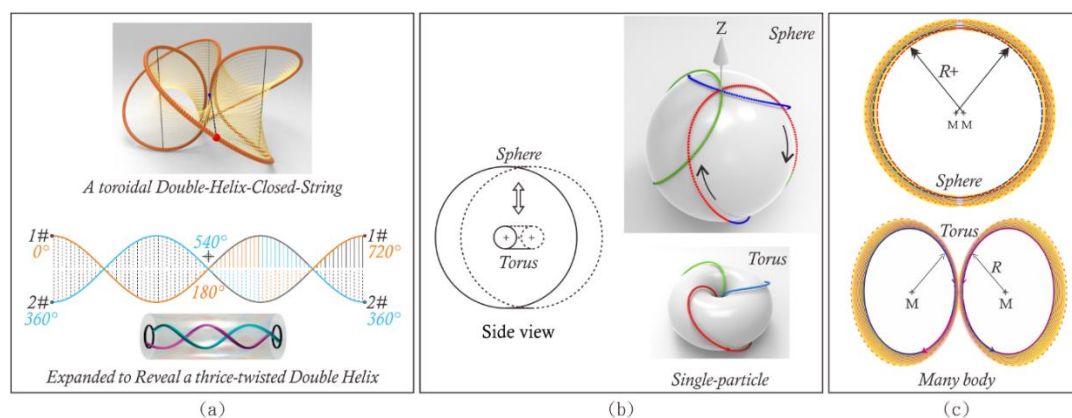 A toroidal Double-Helix-Closed-String
1#
0°
540°
180°
1#
720°
2#
360°
2#
360°
Expanded to Reveal a thrice-twisted Double Helix
(a)
Z
Sphere
Sphere
Torus
Side view
Torus
Single-particle
(b)
R+
M M
Sphere
Torus
R
M
M
Many body
(c)